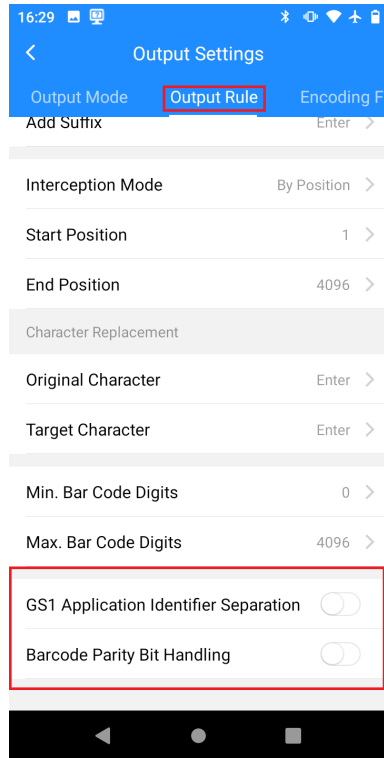 16:29
Output Settings
Output Mode Output Rule Encoding F
Add Suffix Enter
Interception Mode By Position
Start Position 1
End Position 4096
Character Replacement
Original Character Enter
Target Character Enter
Min. Bar Code Digits 0
Max. Bar Code Digits 4096
GS1 Application Identifier Separation
Barcode Parity Bit Handling